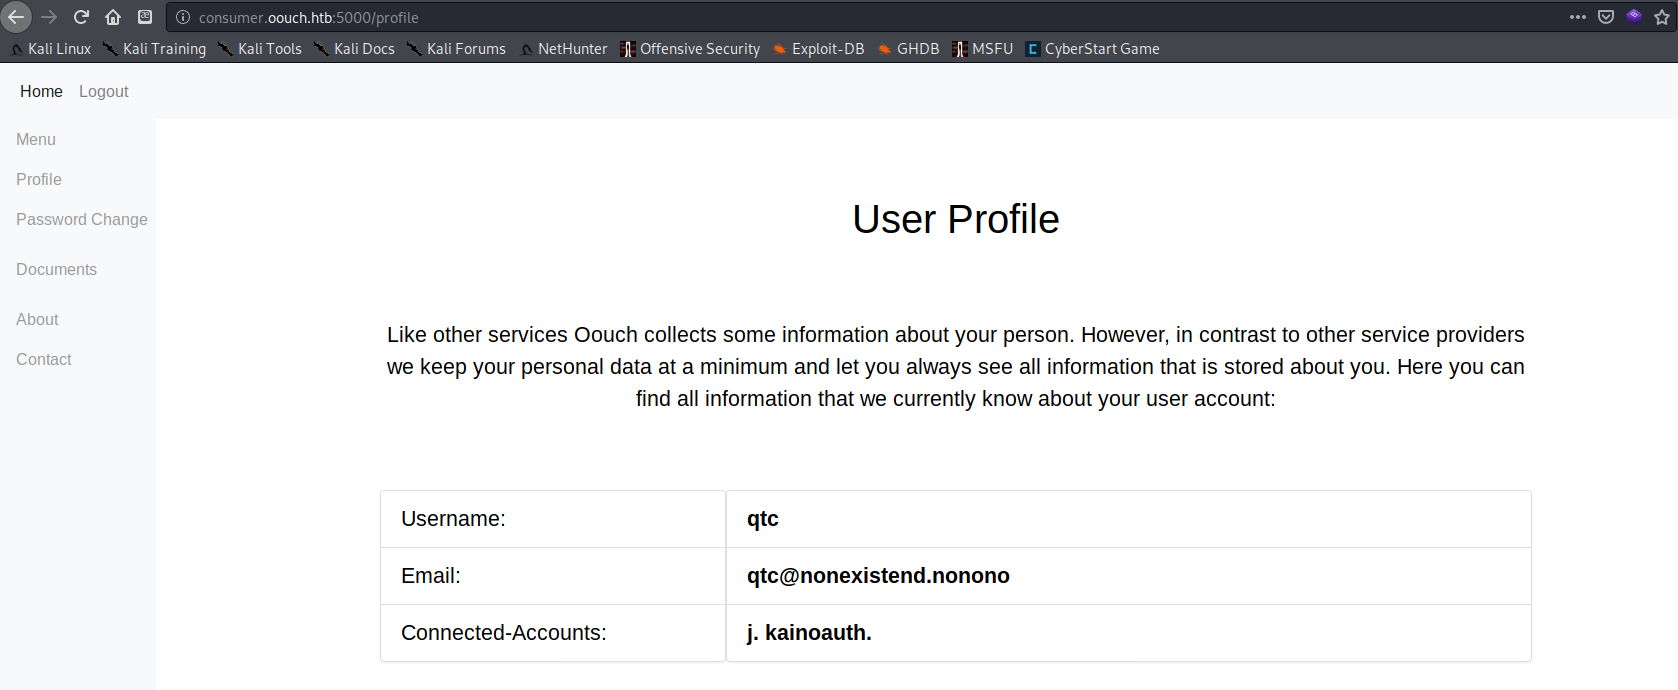 consumer.oouch.htb:5000/profile
Kali Linux Kali Training Kali Tools Kali Docs Kali Forums NetHunter Offensive Security Exploit-DB GHDB MSFU CyberStart Game
Home Logout
Menu
Profile
Password Change
Documents
About
Contact
User Profile
Like other services Oouch collects some information about your person. However, in contrast to other service providers
we keep your personal data at a minimum and let you always see all information that is stored about you. Here you can
find all information that we currently know about your user account:
Username: qtc
Email: qtc@nonexistend.nonono
Connected-Accounts: j. kainoauth.